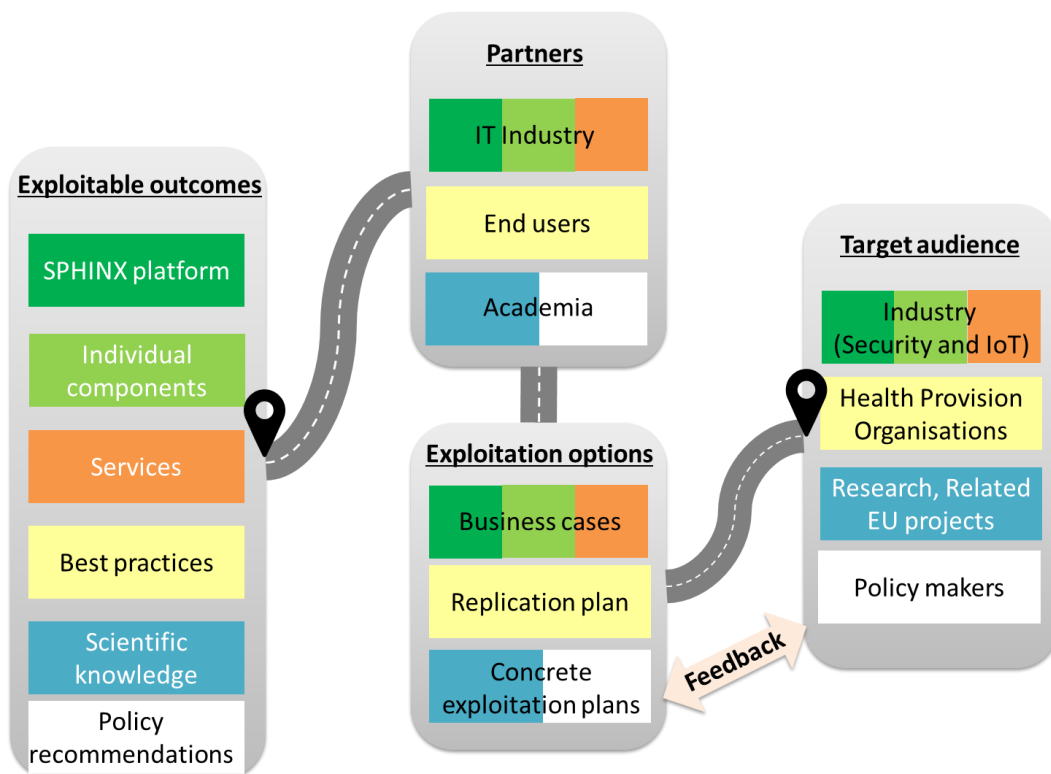 Exploitable outcomes
SPHINX platform
Individual
components
Services
Best practices
Scientific
knowledge
Policy
recommendations
Partners
IT Industry
End users
Academia
Exploitation options
Business cases
Replication plan
Concrete
exploitation plans
Feedback
Target audience
Industry
(Security and IoT)
Health Provision
Organisations
Research, Related
EU projects
Policy makers